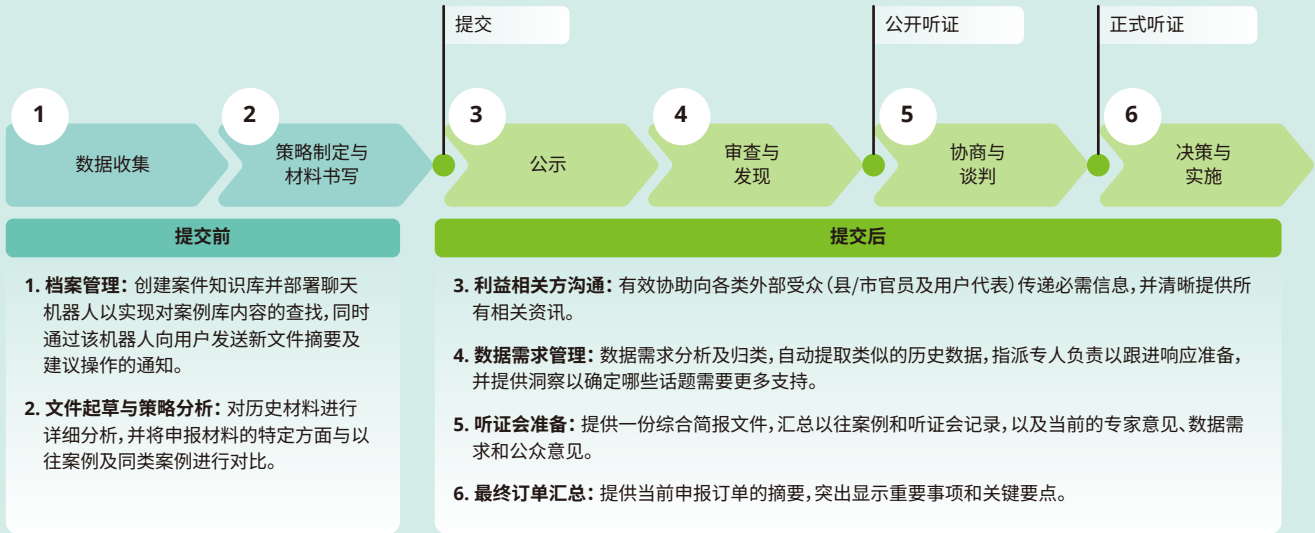 提交
公开听证
正式听证
1
2
3
4
5
6
数据收集
策略制定与
材料书写
公示
审查与
发现
协商与
谈判
决策与
实施
提交前
提交后
1. 档案管理：创建案件知识库并部署聊天
机器人以实现对案例库内容的查找，同时
通过该机器人向用户发送新文件摘要及
建议操作的通知。
2. 文件起草与策略分析：对历史材料进行
详细分析，并将申报材料的特定方面与以
往案例及同类案例进行对比。
3. 利益相关方沟通：有效协助向各类外部受众（县/市官员及用户代表）传递必需信息，并清晰提供所
有相关资讯。
4. 数据需求管理：数据需求分析及归类，自动提取类似的历史数据，指派专人负责以跟进响应准备，
并提供洞察以确定哪些话题需要更多支持。
5. 听证会准备：提供一份综合简报文件，汇总以往案例和听证会记录，以及当前的专家意见、数据需
求和公众意见。
6. 最终订单汇总：提供当前申报订单的摘要，突出显示重要事项和关键要点。